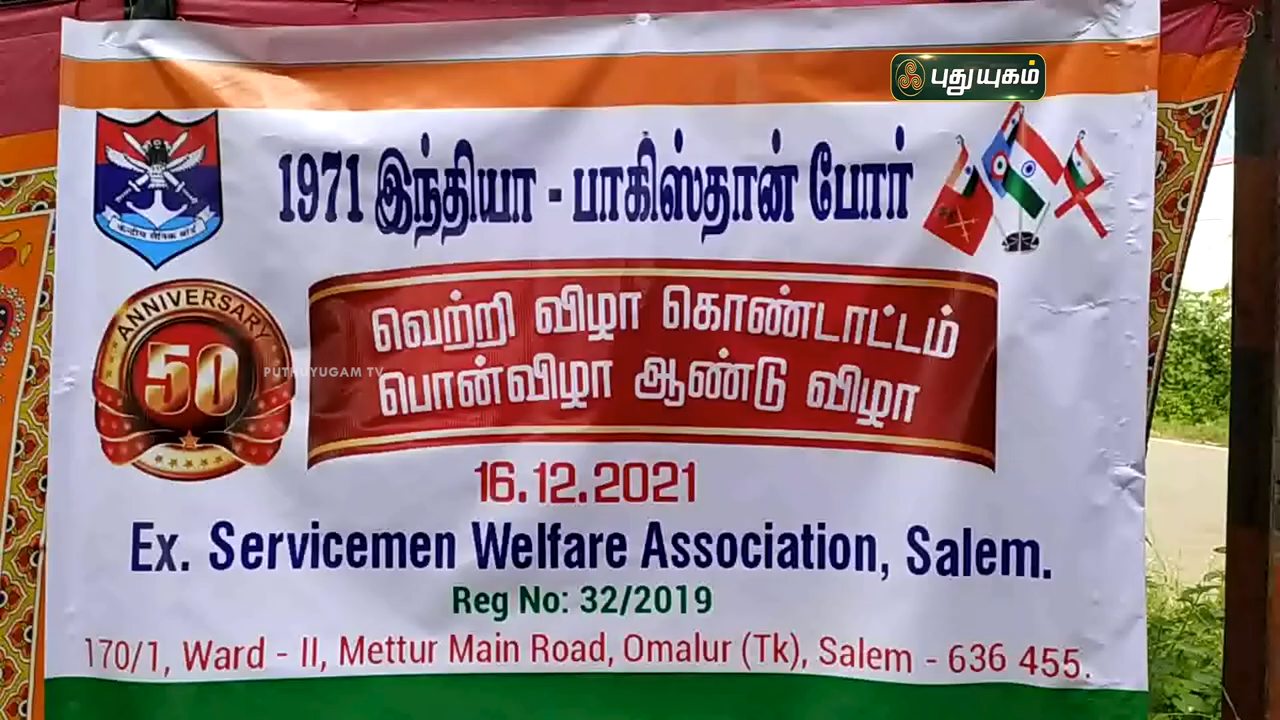 புதுயுகம்
1971 இந்தியா - பாகிஸ்தான் போர்
केन्द्रीय सैनिक बोर्ड
ANNIVERSARY
50
வெற்றி விழா கொண்டாட்டம்
பொன்விழா ஆண்டு விழா
PUTHUYUGAM TV
16.12.2021
Ex. Servicemen Welfare Association, Salem.
Reg No: 32/2019
170/1, Ward - II, Mettur Main Road, Omalur (Tk), Salem - 636 455.